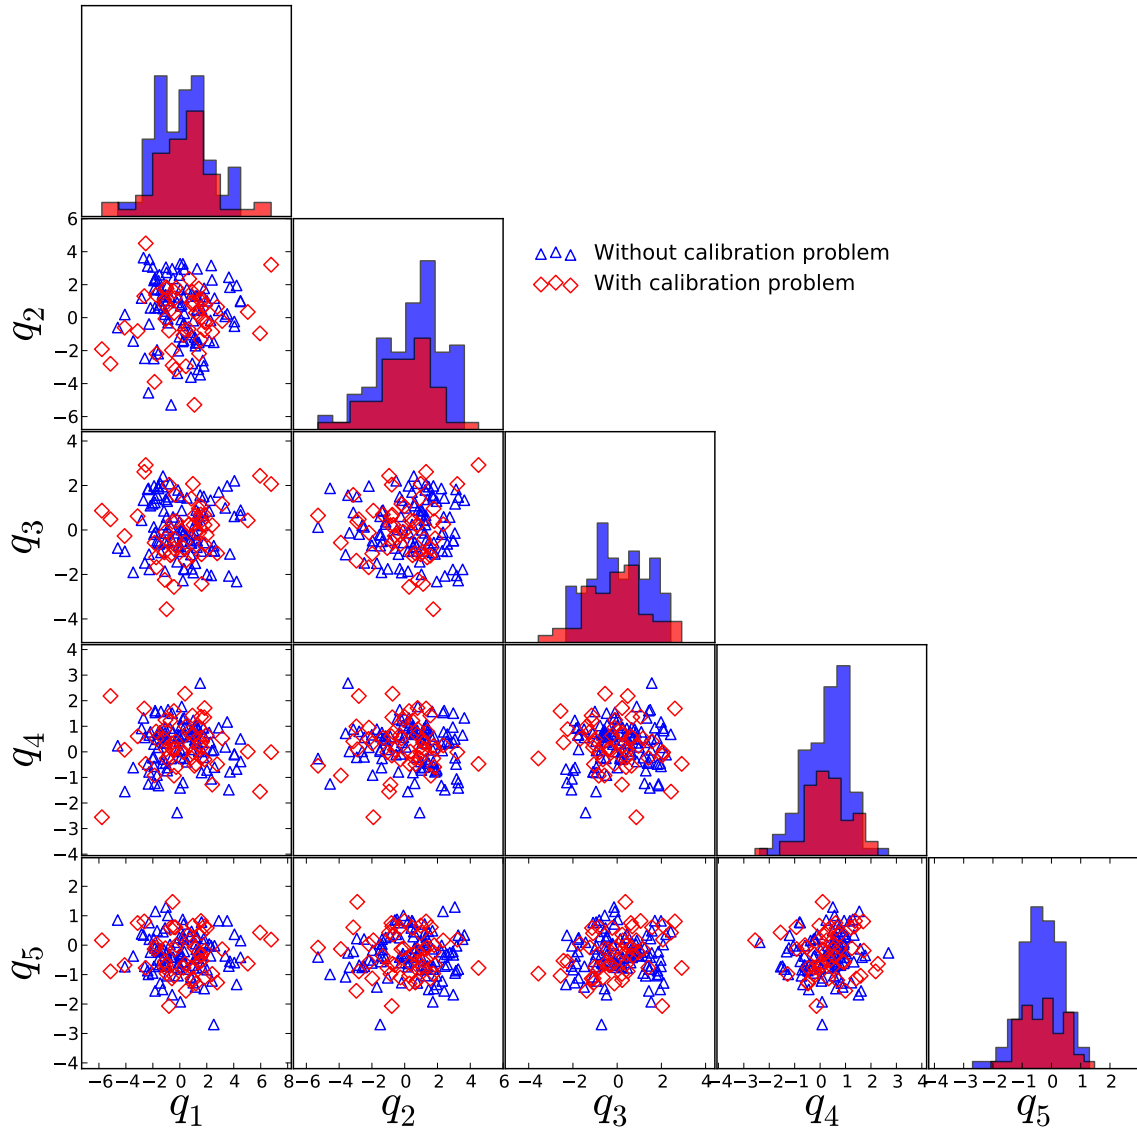 6
4
2
0
−2
−4
−6
q2
Without calibration problem
With calibration problem
4
2
0
−2
−4
q3
4
3
2
1
0
−1
−2
−3
−4
q4
2
1
0
−1
−2
−3
−4
q5
−6 −4 −2 0 2 4 6 8
−6 −4 −2 0 2 4 6
−4 −2 0 2 4
−4 −3 −2 −1 0 1 2 3 4
−4 −3 −2 −1 0 1 2
q1 q2 q3 q4 q5